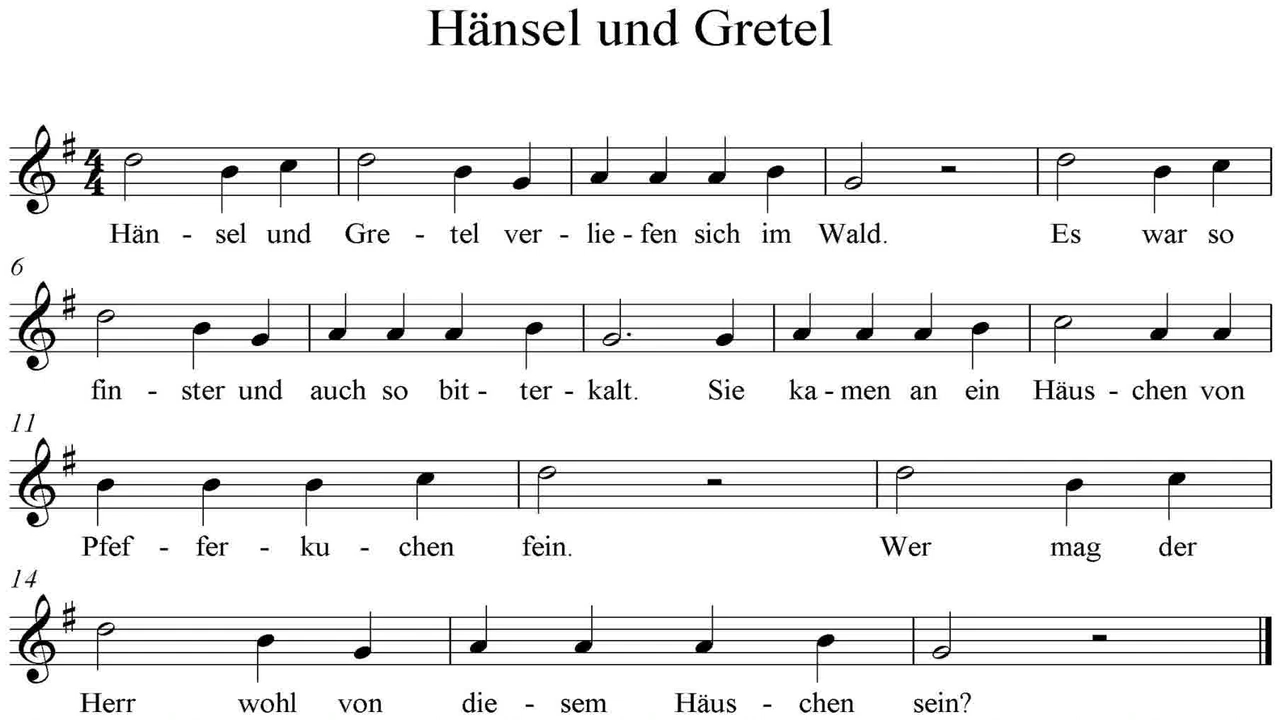 Hänsel und Gretel
4
4
Hän - sel und Gre - tel ver - lie - fen sich im Wald. Es war so
6
fin - ster und auch so bit - ter - kalt. Sie ka - men an ein Häus - chen von
11
Pfef - fer - ku - chen fein. Wer mag der
14
Herr wohl von die - sem Häus - chen sein?